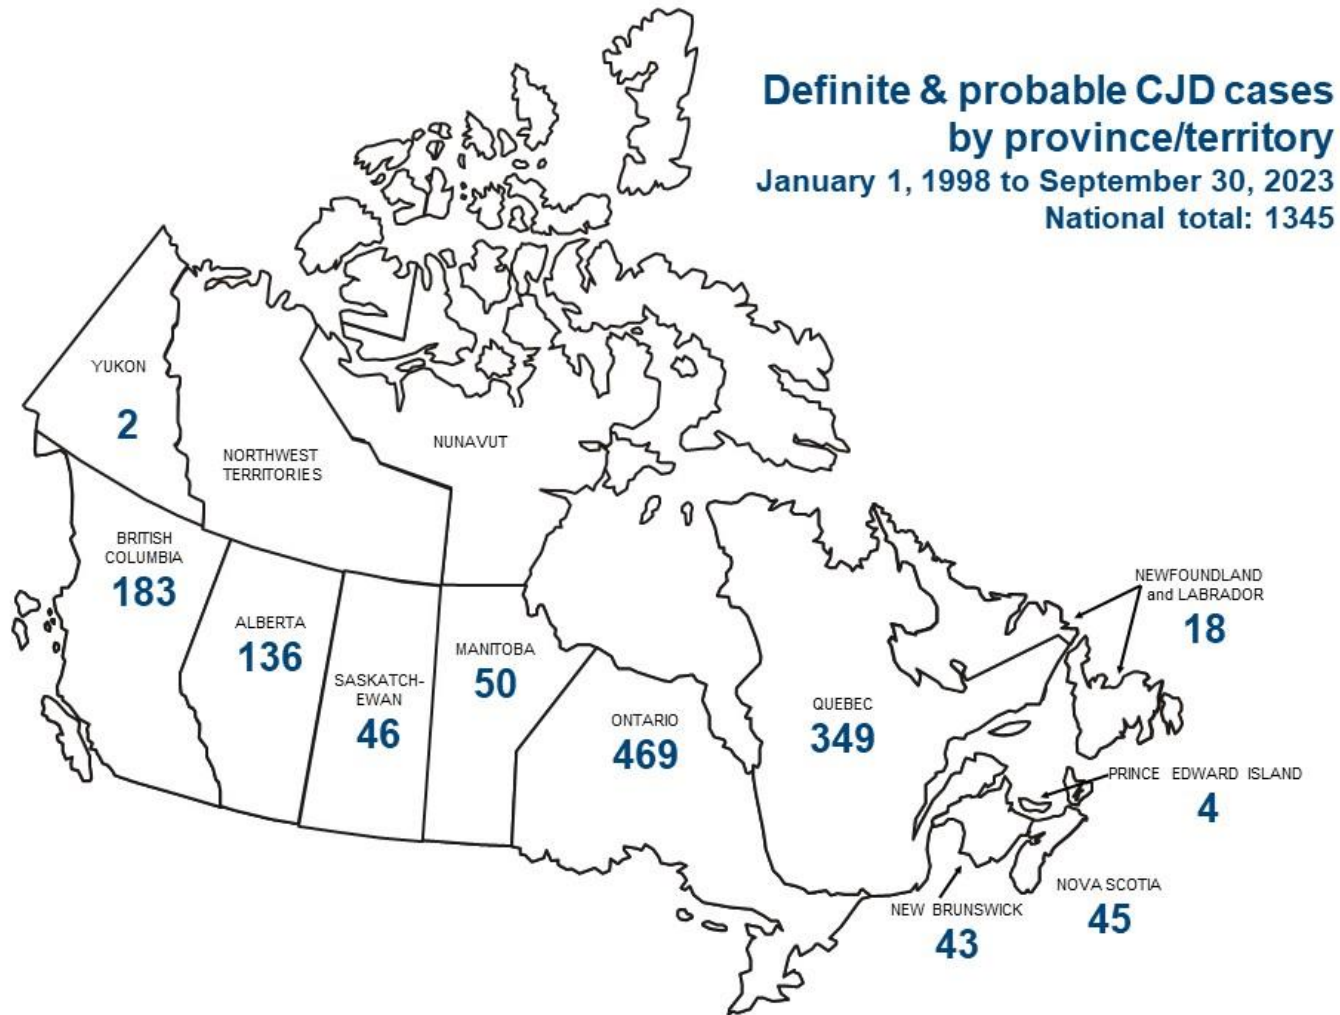 Definite & probable CJD cases
by province/territory
January 1, 1998 to September 30, 2023
National total: 1345
YUKON
2
NORTHWEST
TERRITORIES
NUNAVUT
BRITISH
COLUMBIA
183
ALBERTA
136
SASKATCH-
EWAN
46
MANITOBA
50
ONTARIO
469
QUEBEC
349
NEWFOUNDLAND
and LABRADOR
18
PRINCE EDWARD ISLAND
4
NOVA SCOTIA
45
NEW BRUNSWICK
43